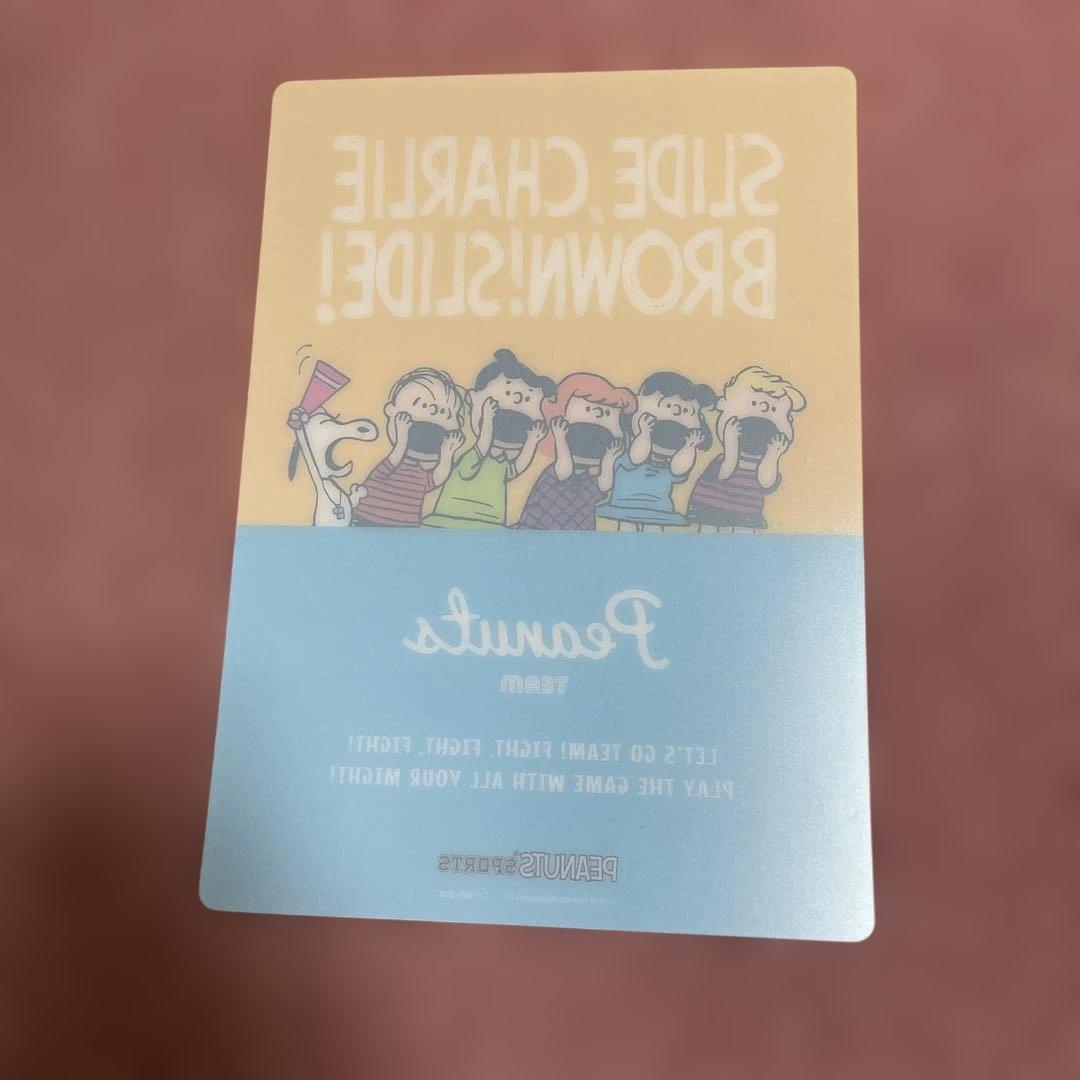 SLIDE, CHARLIE
BROWN! SLIDE!
Peanuts
TEAM
LET'S GO TEAM! FIGHT, FIGHT, FIGHT!
PLAY THE GAME WITH ALL YOUR MIGHT!
PEANUTS SPORTS